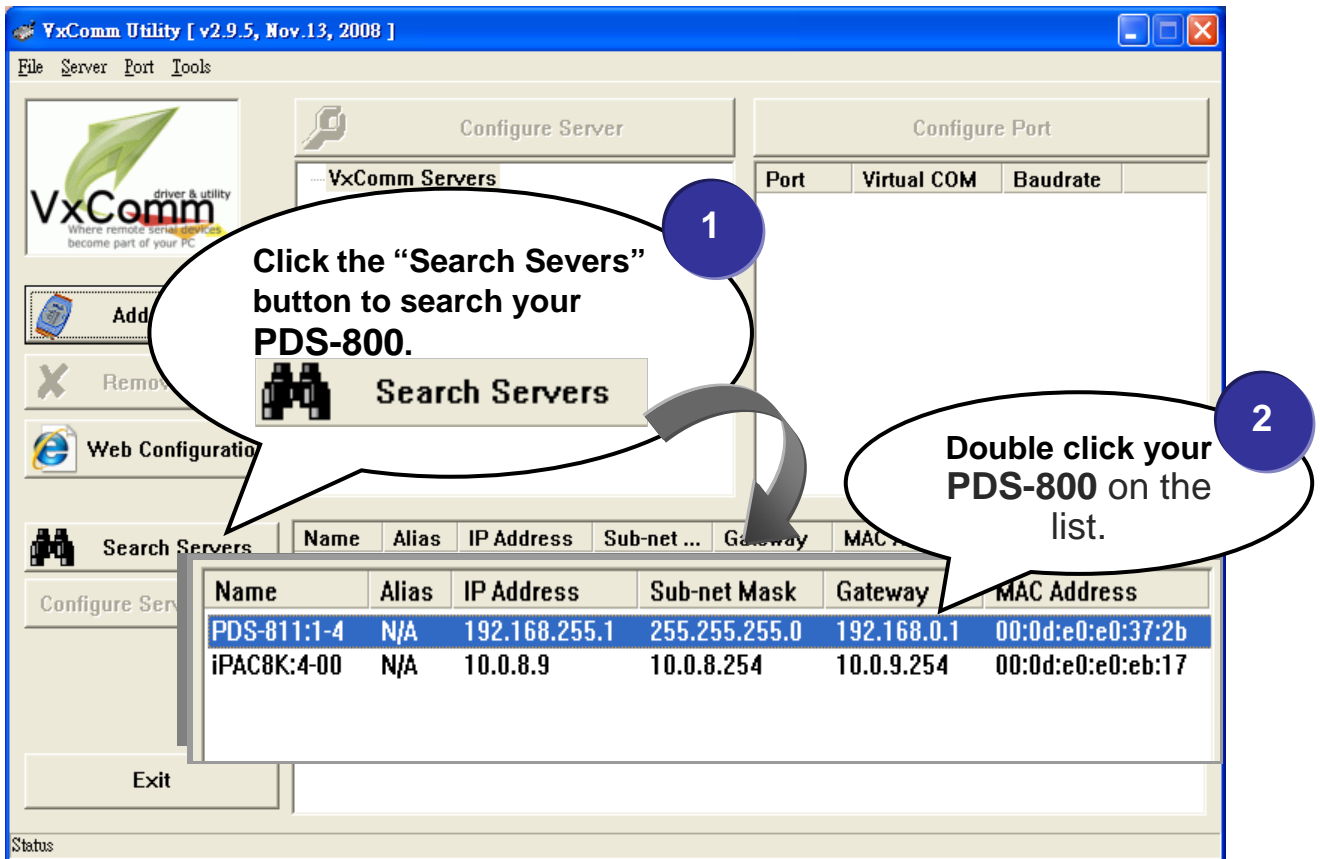 VxComm Utility [ v2.9.5, Nov.13, 2008 ]
File Server Port Tools
VxComm
driver & utility
Where remote serial devices
become part of your PC
Configure Server
Configure Port
VxComm Servers
Port Virtual COM Baudrate
1
Click the “Search Severs”
button to search your
PDS-800.
Search Servers
Add
Remov
Web Configuratio
2
Double click your
PDS-800 on the
list.
Search Servers
Name Alias IP Address Sub-net ... Gateway MAC
Configure Serv
Name Alias IP Address Sub-net Mask Gateway MAC Address
PDS-811:1-4 N/A 192.168.255.1 255.255.255.0 192.168.0.1 00:0d:e0:e0:37:2b
iPAC8K:4-00 N/A 10.0.8.9 10.0.8.254 10.0.9.254 00:0d:e0:e0:eb:17
Exit
Status